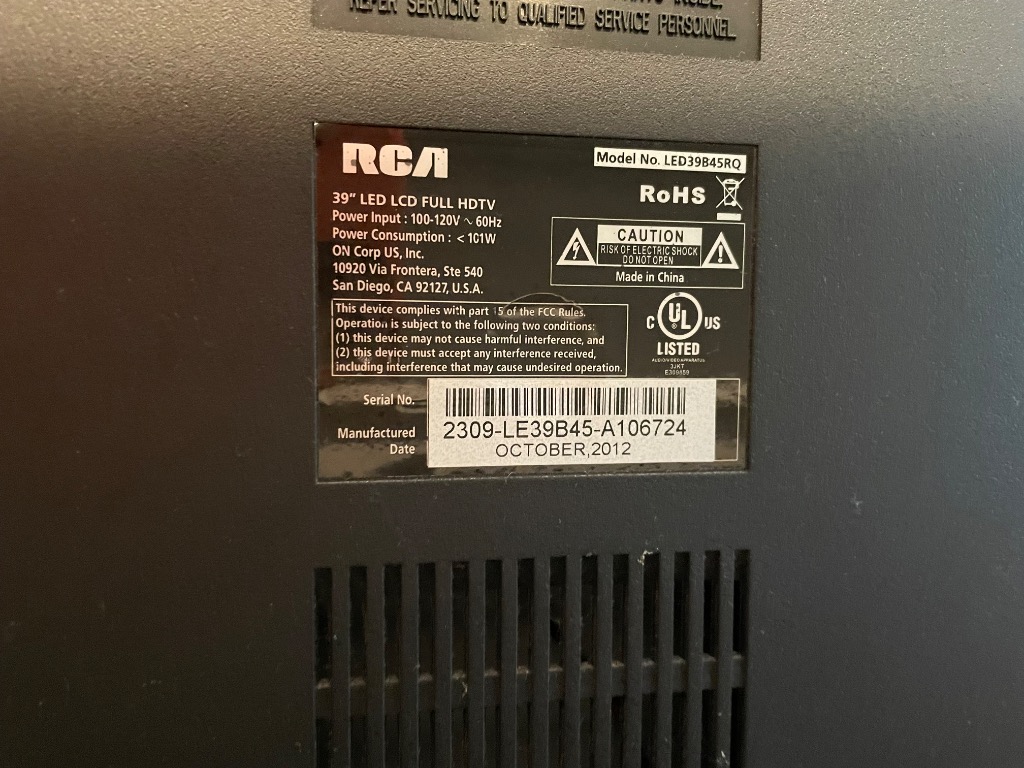 REFER SERVICING TO QUALIFIED SERVICE PERSONNEL.
RCA
Model No. LED39B45RQ
39" LED LCD FULL HDTV
Power Input : 100-120V ~ 60Hz
Power Consumption : < 101W
ON Corp US, Inc.
10920 Via Frontera, Ste 540
San Diego, CA 92127, U.S.A.
RoHS
CAUTION
RISK OF ELECTRIC SHOCK
DO NOT OPEN
Made in China
This device complies with part 15 of the FCC Rules.
Operation is subject to the following two conditions:
(1) this device may not cause harmful interference, and
(2) this device must accept any interference received,
including interference that may cause undesired operation.
C UL US
®
LISTED
AUDIO/VIDEO APPARATUS
3JKT
E309859
Serial No.
2309-LE39B45-A106724
Manufactured
Date
OCTOBER,2012